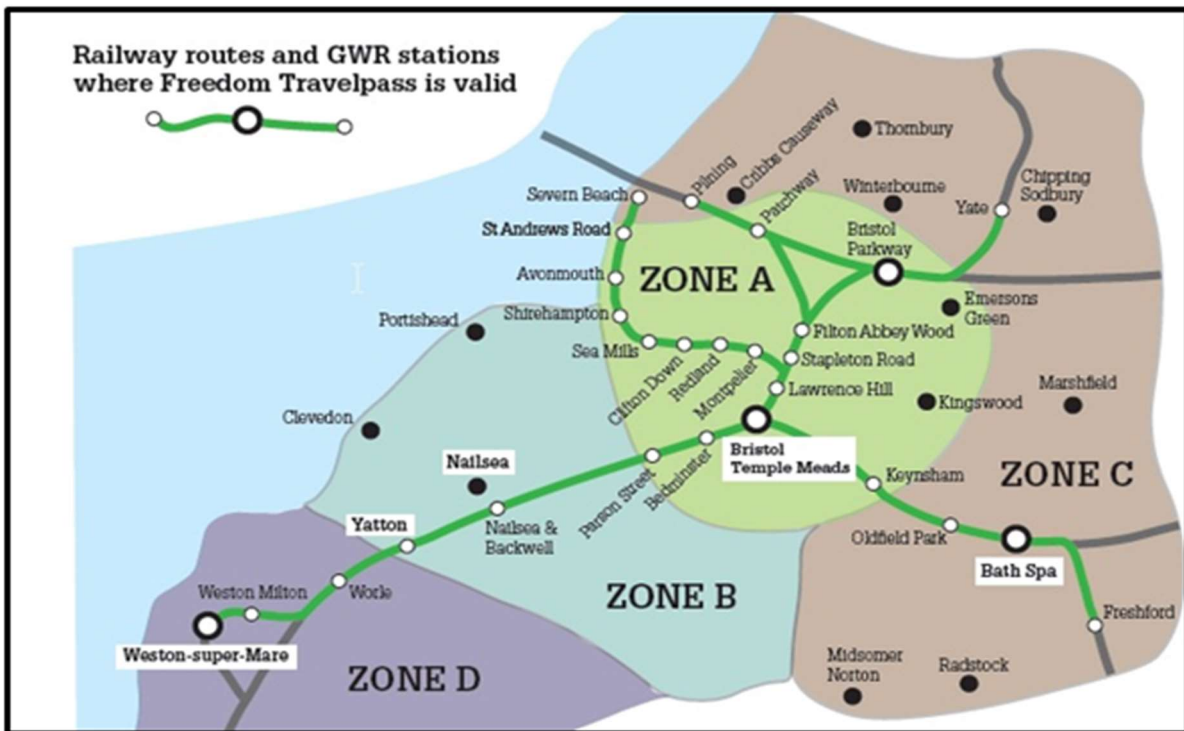 Railway routes and GWR stations
where Freedom Travelpass is valid
Thornbury
Cribbs Causeway
Pilning
Patchway
Severn Beach
Winterbourne
Chipping
Sodbury
Yate
St Andrews Road
Bristol
Parkway
Avonmouth
ZONE A
Emersons
Green
Shirehampton
Portishead
Filton Abbey Wood
Sea Mills
Stapleton Road
Clifton Down
Redland
Montpelier
Lawrence Hill
Marshfield
Kingswood
Clevedon
Bristol
Temple Meads
Nailsea
Parson Street
Bedminster
Keynsham
ZONE C
Yatton
Nailsea &
Backwell
Oldfield Park
Bath Spa
Weston Milton
Worle
ZONE B
Freshford
Weston-super-Mare
ZONE D
Midsomer
Norton
Radstock